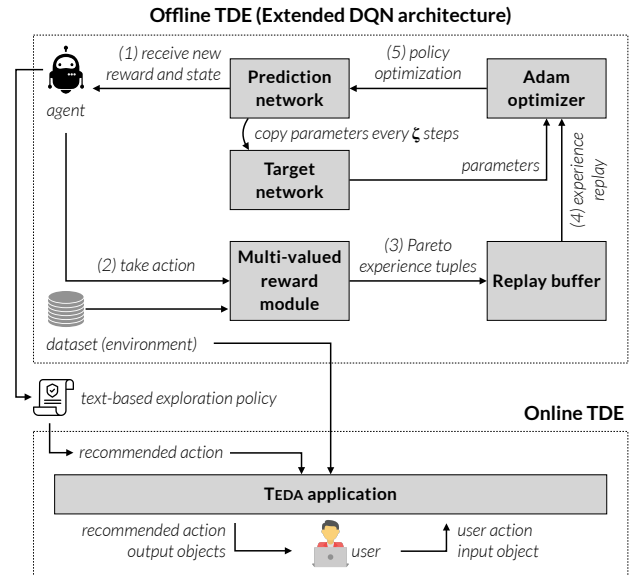 Offline TDE (Extended DQN architecture)
(1) receive new
reward and state
(5) policy
optimization
Prediction
network
Adam
optimizer
agent
copy parameters every ζ steps
Target
network
parameters
(4) experience
replay
(2) take action
Multi-valued
reward
module
(3) Pareto
experience tuples
Replay buffer
dataset (environment)
text-based exploration policy
Online TDE
recommended action
TEDA application
recommended action
output objects
user
user action
input object